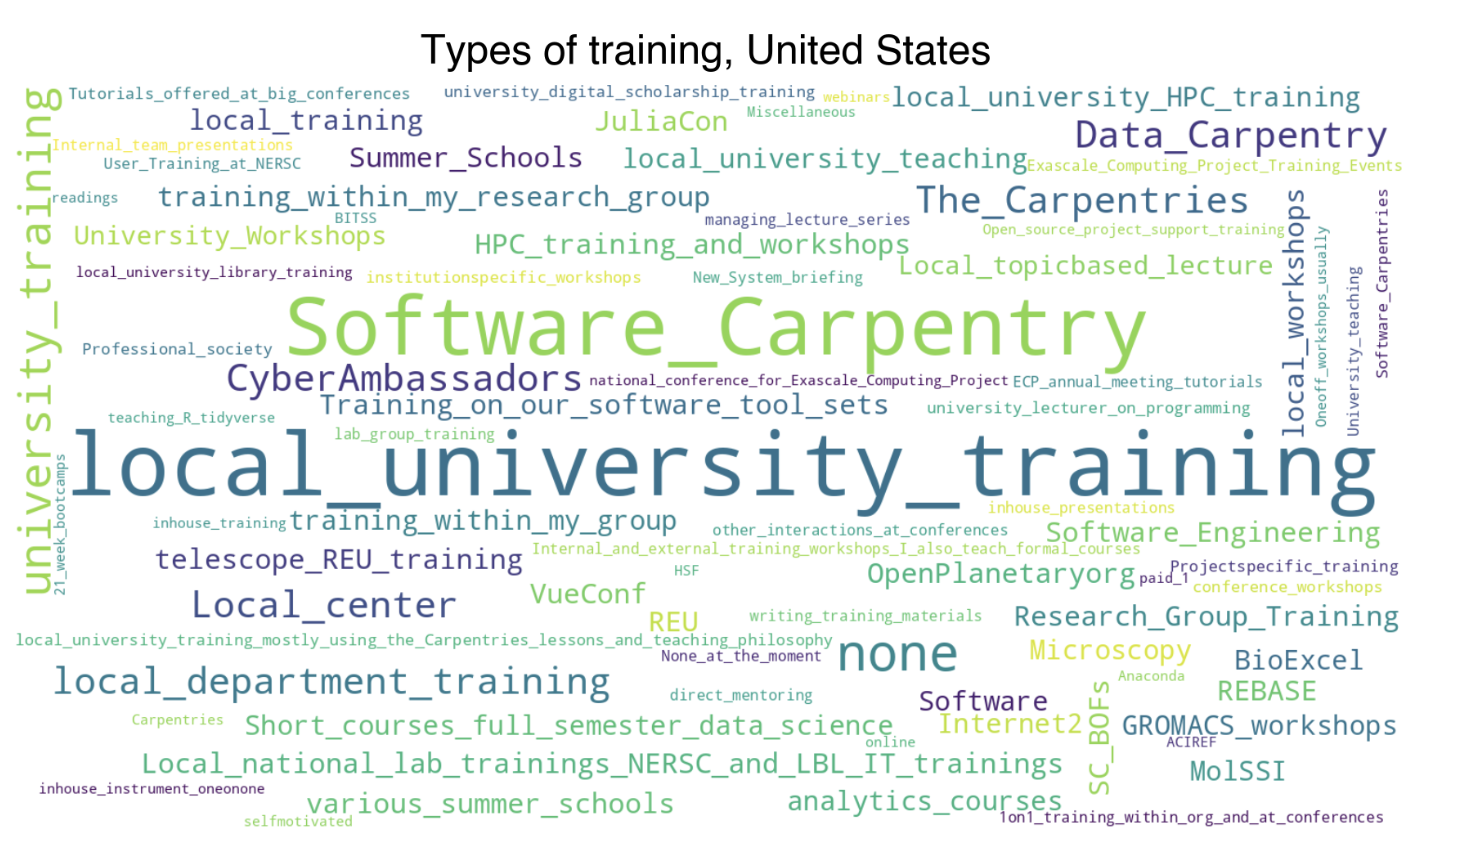 Types of training, United States
Tutorials_offered_at_big_conferences
university_digital_scholarship_training
webinars
local_university_HPC_training
university_training
local_training
JuliaCon
Miscellaneous
Data_Carpentry
Internal_team_presentations
User_Training_at_NERSC
Summer_Schools
local_university_teaching
Exascale_Computing_Project_Training_Events
readings
training_within_my_research_group
The_Carpentries
local_workshops
Software_Carpentries
BITSS
managing_lecture_series
University_Workshops
HPC_training_and_workshops
Open_source_project_support_training
Oneoff_workshops_usually
local_university_library_training
institutionspecific_workshops
New_System_briefing
Local_topicbased_lecture
University_teaching
Software_Carpentry
Professional_society
CyberAmbassadors
national_conference_for_Exascale_Computing_Project
ECP_annual_meeting_tutorials
Training_on_our_software_tool_sets
university_lecturer_on_programming
teaching_R_tidyverse
lab_group_training
local_university_training
21_week_bootcamps
inhouse_presentations
inhouse_training
training_within_my_group
other_interactions_at_conferences
Software_Engineering
telescope_REU_training
Internal_and_external_training_workshops_I_also_teach_formal_courses
HSF
OpenPlanetaryorg
paid_1
Projectspecific_training
conference_workshops
Local_center
VueConf
REU
writing_training_materials
Research_Group_Training
local_university_training_mostly_using_the_Carpentries_lessons_and_teaching_philosophy
None_at_the_moment
none
Microscopy
BioExcel
local_department_training
direct_mentoring
Anaconda
Software
SC_BOFs
REBASE
Carpentries
Short_courses_full_semester_data_science
Internet2
GROMACS_workshops
online
ACIREF
Local_national_lab_trainings_NERSC_and_LBL_IT_trainings
MolSSI
inhouse_instrument_oneonone
various_summer_schools
analytics_courses
selfmotivated
1on1_training_within_org_and_at_conferences